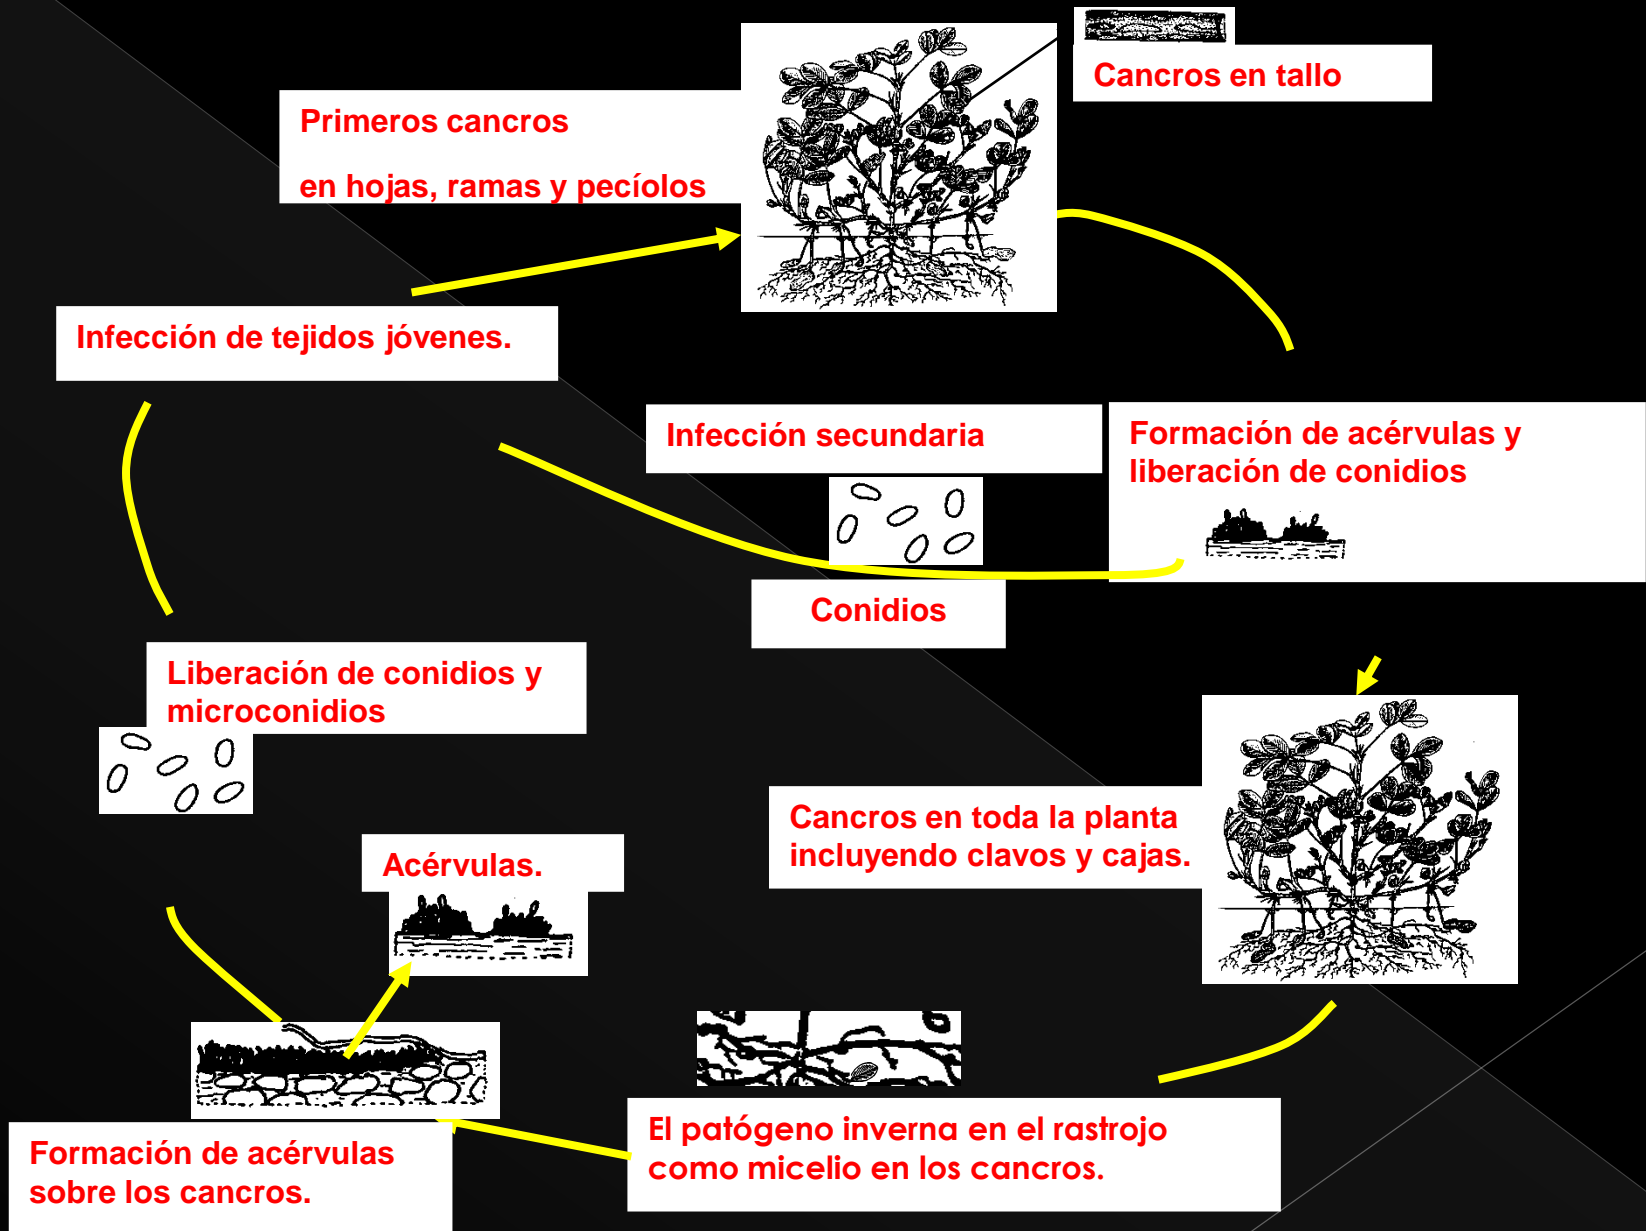 Cancros en tallo
Primeros cancros
en hojas, ramas y pecíolos
Infección de tejidos jóvenes.
Infección secundaria
Formación de acérvulas y
liberación de conidios
Conidios
Liberación de conidios y
microconidios
Cancros en toda la planta
incluyendo clavos y cajas.
Acérvulas.
El patógeno inverna en el rastrojo
como micelio en los cancros.
Formación de acérvulas
sobre los cancros.